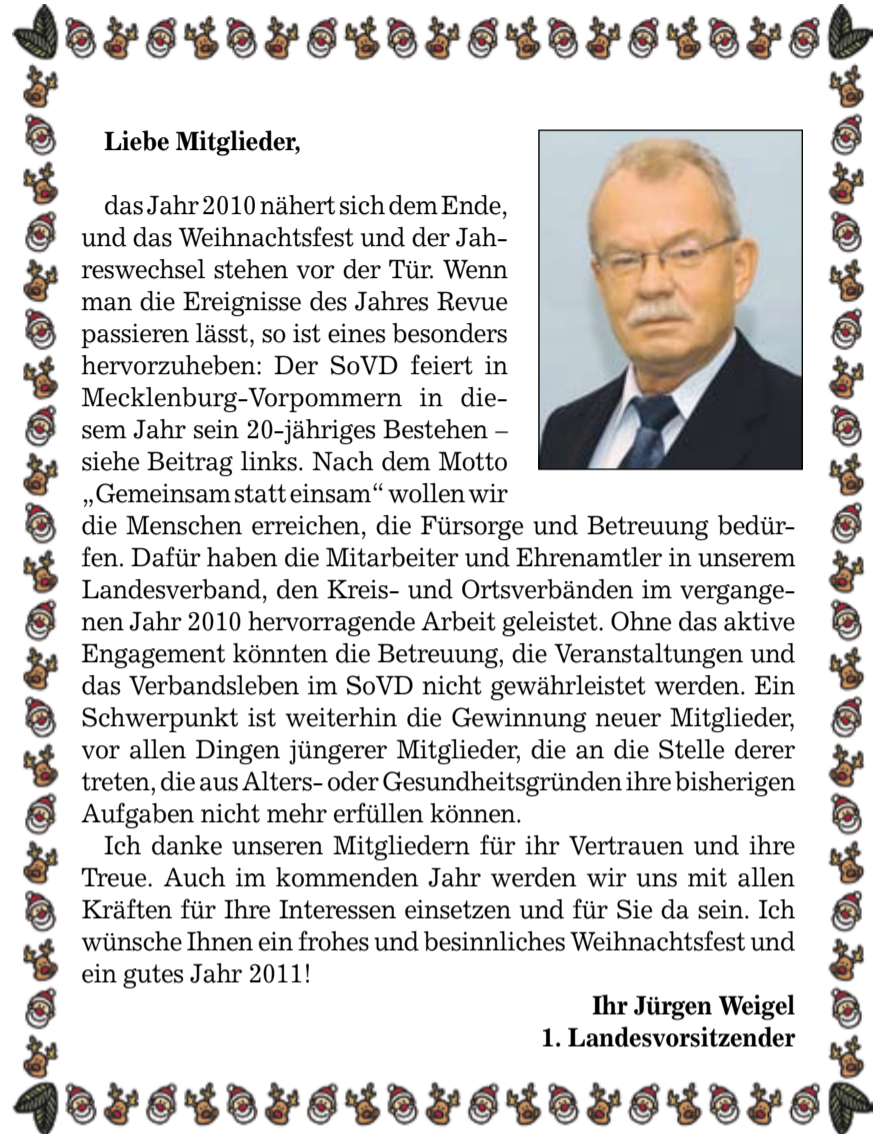 Liebe Mitglieder,
das Jahr 2010 nähert sich dem Ende,
und das Weihnachtsfest und der Jah-
reswechsel stehen vor der Tür. Wenn
man die Ereignisse des Jahres Revue
passieren lässt, so ist eines besonders
hervorzuheben: Der SoVD feiert in
Mecklenburg-Vorpommern in die-
sem Jahr sein 20-jähriges Bestehen –
siehe Beitrag links. Nach dem Motto
„Gemeinsam statt einsam“ wollen wir
die Menschen erreichen, die Fürsorge und Betreuung bedür-
fen. Dafür haben die Mitarbeiter und Ehrenamtler in unserem
Landesverband, den Kreis- und Ortsverbänden im vergange-
nen Jahr 2010 hervorragende Arbeit geleistet. Ohne das aktive
Engagement könnten die Betreuung, die Veranstaltungen und
das Verbandsleben im SoVD nicht gewährleistet werden. Ein
Schwerpunkt ist weiterhin die Gewinnung neuer Mitglieder,
vor allen Dingen jüngerer Mitglieder, die an die Stelle derer
treten, die aus Alters- oder Gesundheitsgründen ihre bisherigen
Aufgaben nicht mehr erfüllen können.
Ich danke unseren Mitgliedern für ihr Vertrauen und ihre
Treue. Auch im kommenden Jahr werden wir uns mit allen
Kräften für Ihre Interessen einsetzen und für Sie da sein. Ich
wünsche Ihnen ein frohes und besinnliches Weihnachtsfest und
ein gutes Jahr 2011!
Ihr Jürgen Weigel
1. Landesvorsitzender